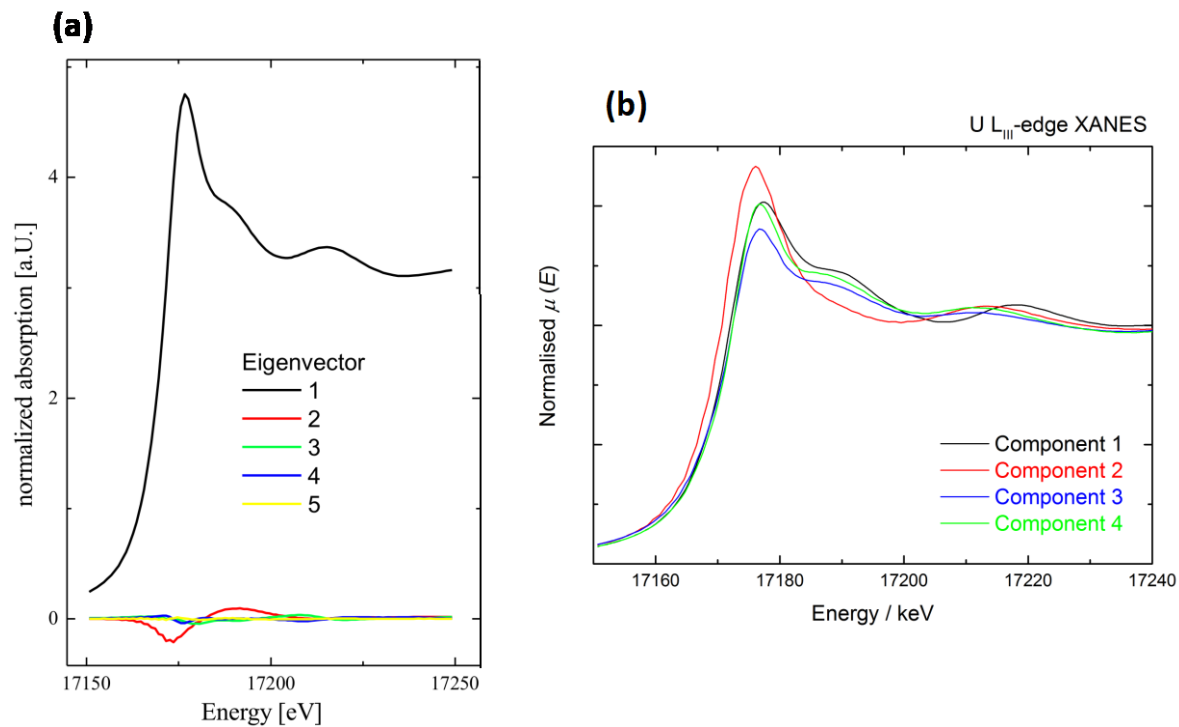 (a)
4
2
0
normalized absorption [a.U.]
Eigenvector
1
2
3
4
5
17150
17200
17250
Energy [eV]
(b)
U L_III-edge XANES
Normalised μ (E)
Component 1
Component 2
Component 3
Component 4
17160
17180
17200
17220
17240
Energy / keV